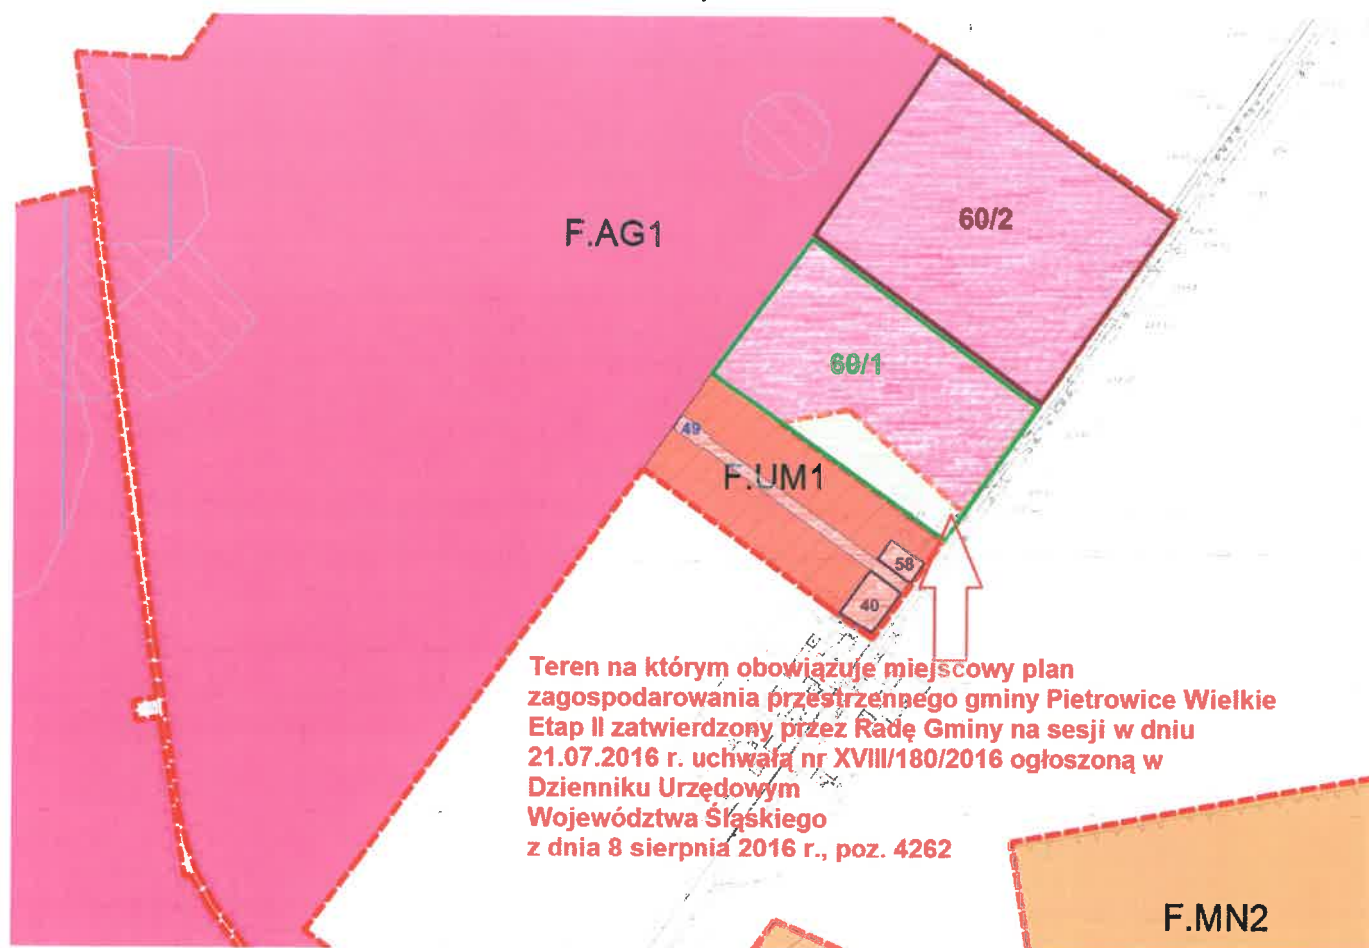 60/2
F.AG1
60/1
49
F.UM1
58
40
Teren na którym obowiązuje miejscowy plan
zagospodarowania przestrzennego gminy Pietrowice Wielkie
Etap II zatwierdzony przez Radę Gminy na sesji w dniu
21.07.2016 r. uchwałą nr XVIII/180/2016 ogłoszoną w
Dzienniku Urzędowym
Województwa Śląskiego
z dnia 8 sierpnia 2016 r., poz. 4262
F.MN2